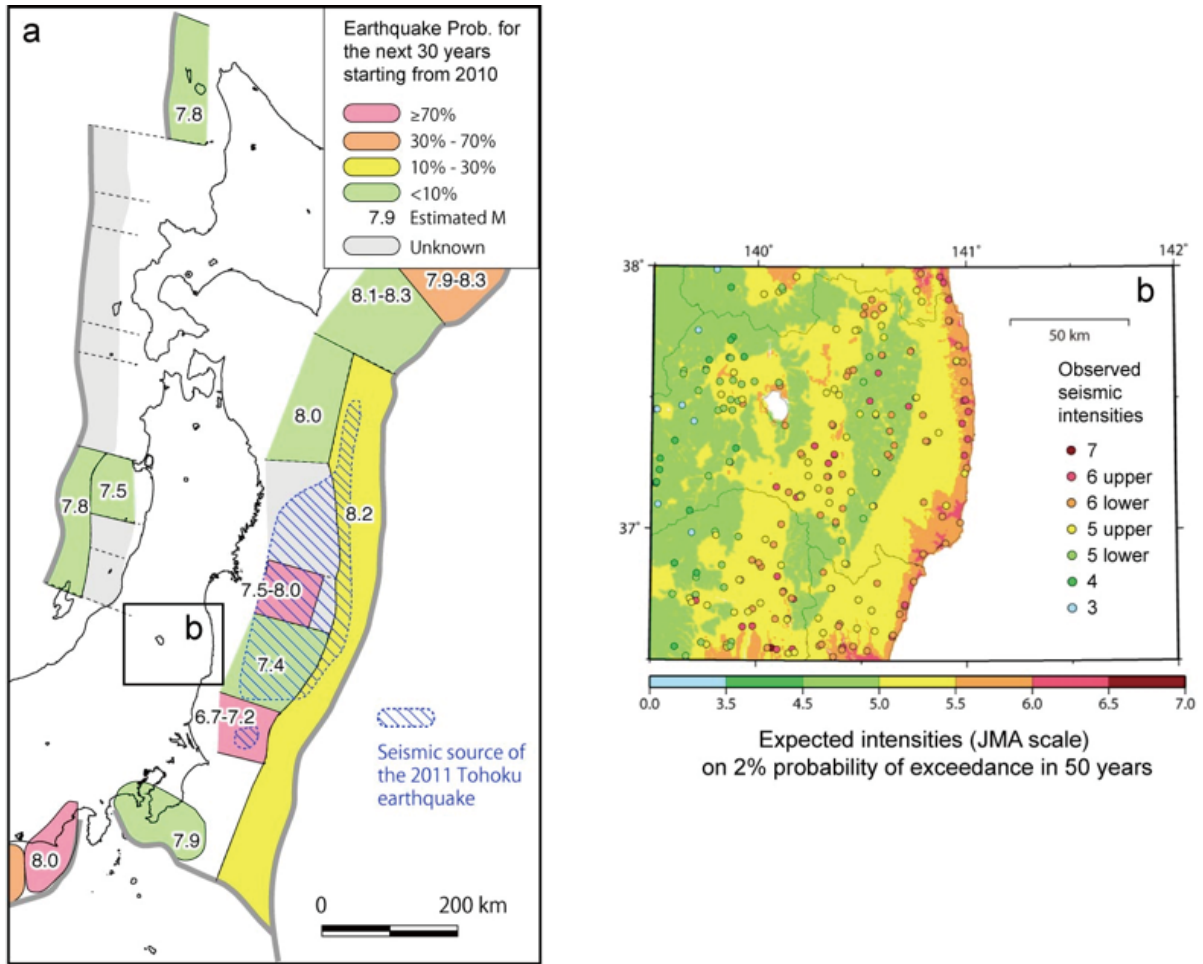 a
Earthquake Prob. for
the next 30 years
starting from 2010
≥70%
30% - 70%
10% - 30%
<10%
7.9 Estimated M
Unknown
7.8
7.9-8.3
8.1-8.3
8.0
8.2
7.5
7.8
7.5-8.0
b
7.4
6.7-7.2
Seismic source of
the 2011 Tohoku
earthquake
7.9
8.0
0 200 km
140° 141° 142°
38°
b
50 km
Observed
seismic
intensities
7
6 upper
6 lower
5 upper
5 lower
4
3
37°
0.0 3.5 4.5 5.0 5.5 6.0 6.5 7.0
Expected intensities (JMA scale)
on 2% probability of exceedance in 50 years